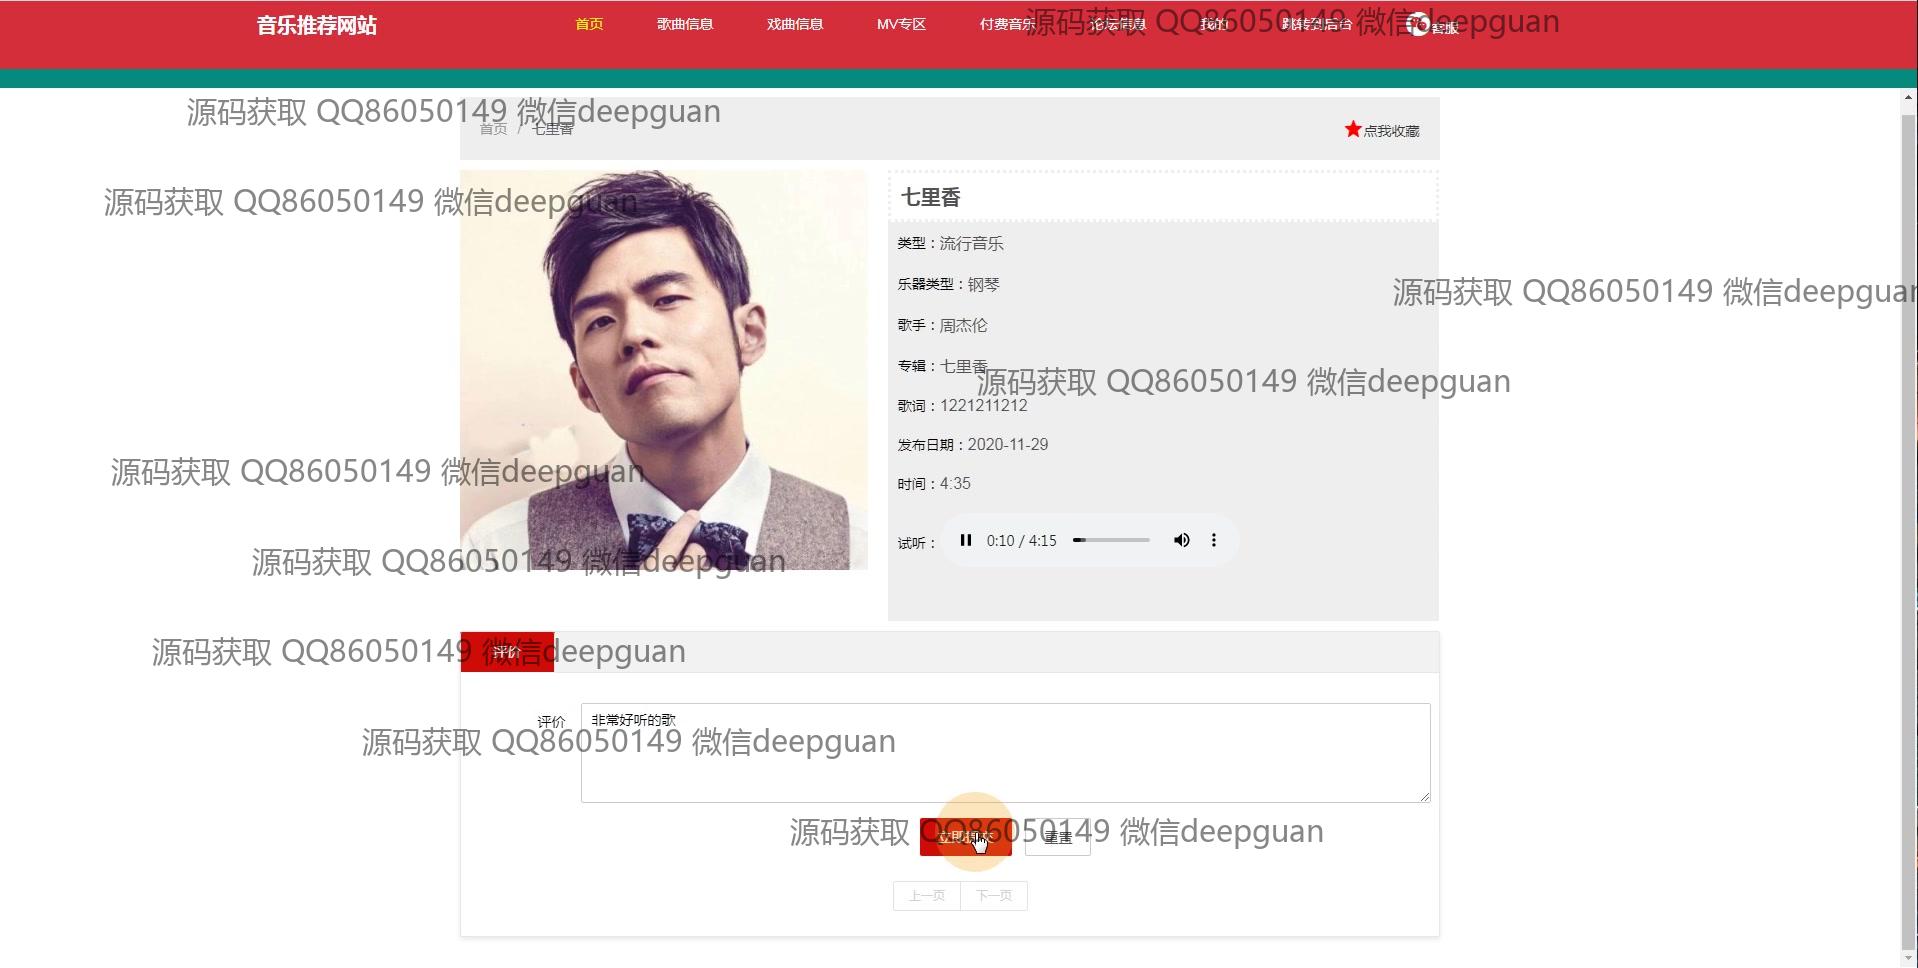 音乐推荐网站 首页 歌曲信息 戏曲信息 MV专区 付费音乐 论坛信息 我的 跳转到后台 客服
源码获取 QQ86050149 微信deepguan
源码获取 QQ86050149 微信deepguan
首页 / 七里香 点我收藏
源码获取 QQ86050149 微信deepguan
七里香
类型：流行音乐
乐器类型：钢琴
源码获取 QQ86050149 微信deepguan
歌手：周杰伦
专辑：七里香
源码获取 QQ86050149 微信deepguan
歌词：1221211212
发布日期：2020-11-29
源码获取 QQ86050149 微信deepguan
时间：4:35
试听： 0:10 / 4:15
源码获取 QQ86050149 微信deepguan
评价
源码获取 QQ86050149 微信deepguan
评价 非常好听的歌
源码获取 QQ86050149 微信deepguan
源码获取 QQ86050149 微信deepguan
立即提交 重置
上一页 下一页